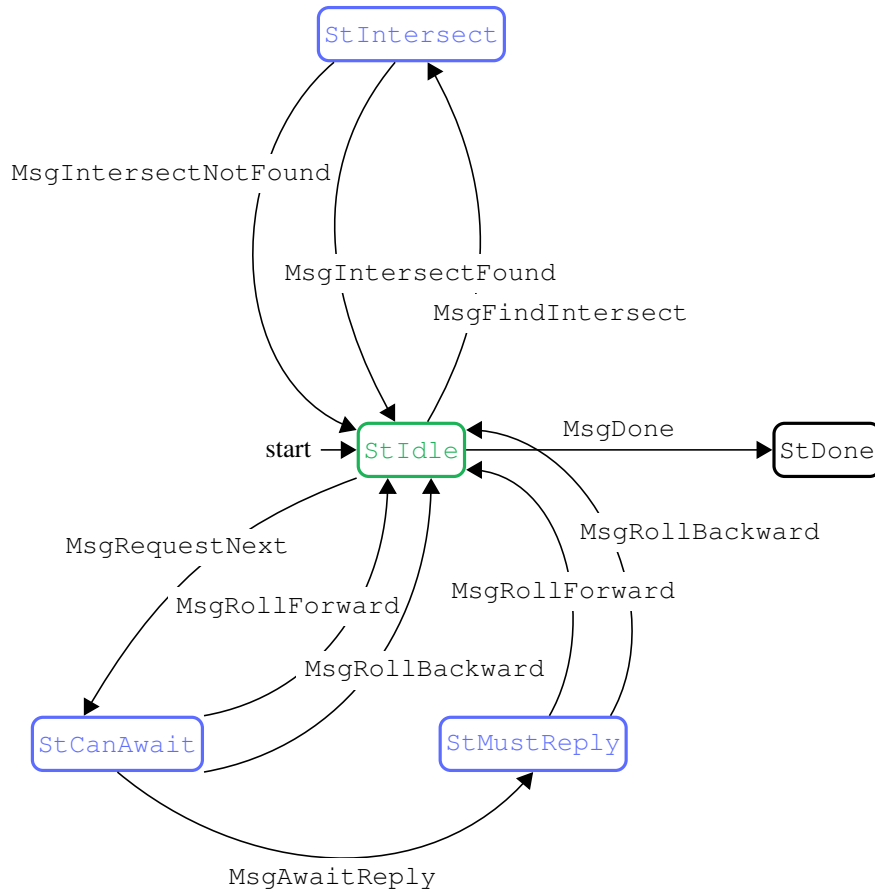 StIntersect
MsgIntersectNotFound
MsgIntersectFound
MsgFindIntersect
MsgDone
start
StIdle
StDone
MsgRollBackward
MsgRequestNext
MsgRollForward
MsgRollForward
MsgRollBackward
StCanAwait
StMustReply
MsgAwaitReply